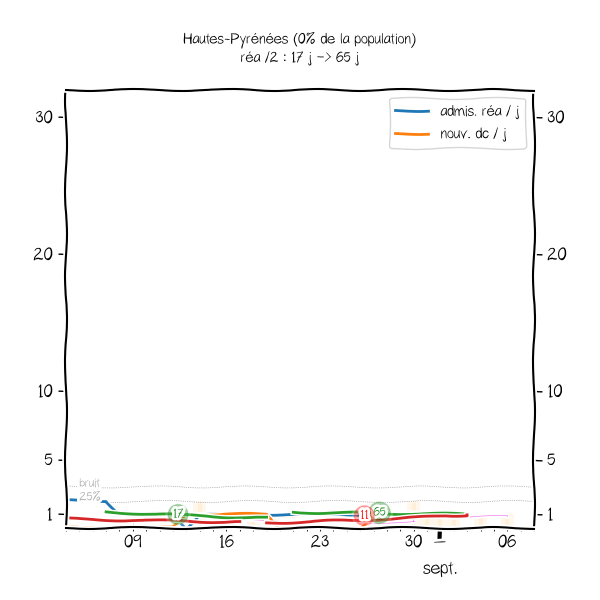 Hautes-Pyrénées (0% de la population)
réa /2 : 17 j -> 65 j
admis. réa / j
nouv. dc / j
30 30
20 20
10 10
5 5
bruit
25%
1 17 11 65 1
09 16 23 30 06
sept.